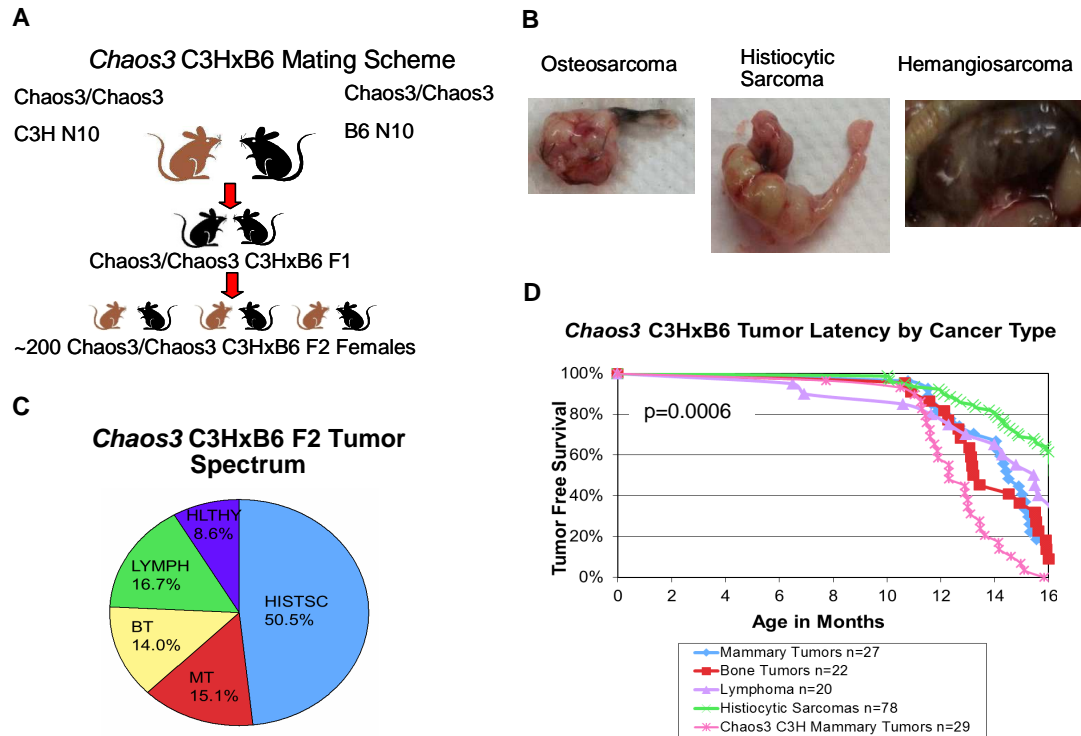 A
Chaos3 C3HxB6 Mating Scheme
Chaos3/Chaos3
C3H N10
Chaos3/Chaos3
B6 N10
Chaos3/Chaos3 C3HxB6 F1
~200 Chaos3/Chaos3 C3HxB6 F2 Females
B
Osteosarcoma
Histiocytic
Sarcoma
Hemangiosarcoma
C
Chaos3 C3HxB6 F2 Tumor
Spectrum
HLTHY
8.6%
LYMPH
16.7%
HISTSC
50.5%
BT
14.0%
MT
15.1%
D
Chaos3 C3HxB6 Tumor Latency by Cancer Type
p=0.0006
Tumor Free Survival
100%
80%
60%
40%
20%
0%
0 2 4 6 8 10 12 14 16
Age in Months
Mammary Tumors n=27
Bone Tumors n=22
Lymphoma n=20
Histiocytic Sarcomas n=78
Chaos3 C3H Mammary Tumors n=29